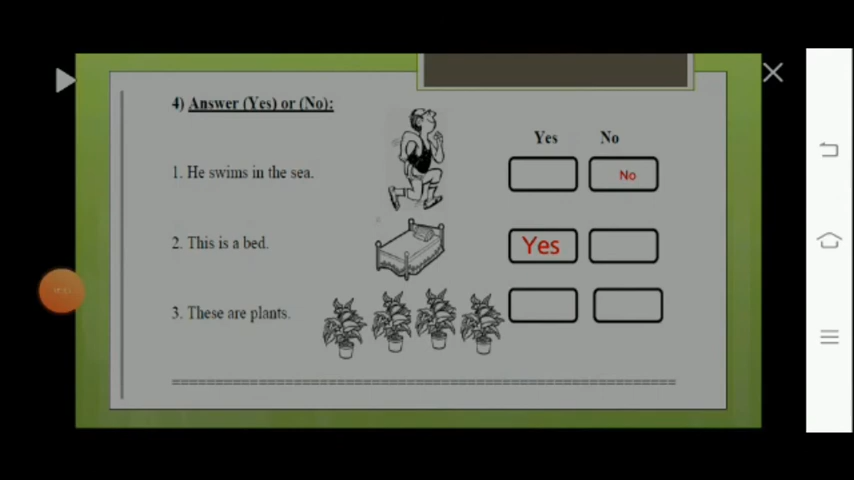 4) Answer (Yes) or (No):
Yes No
1. He swims in the sea. No
2. This is a bed. Yes
3. These are plants.